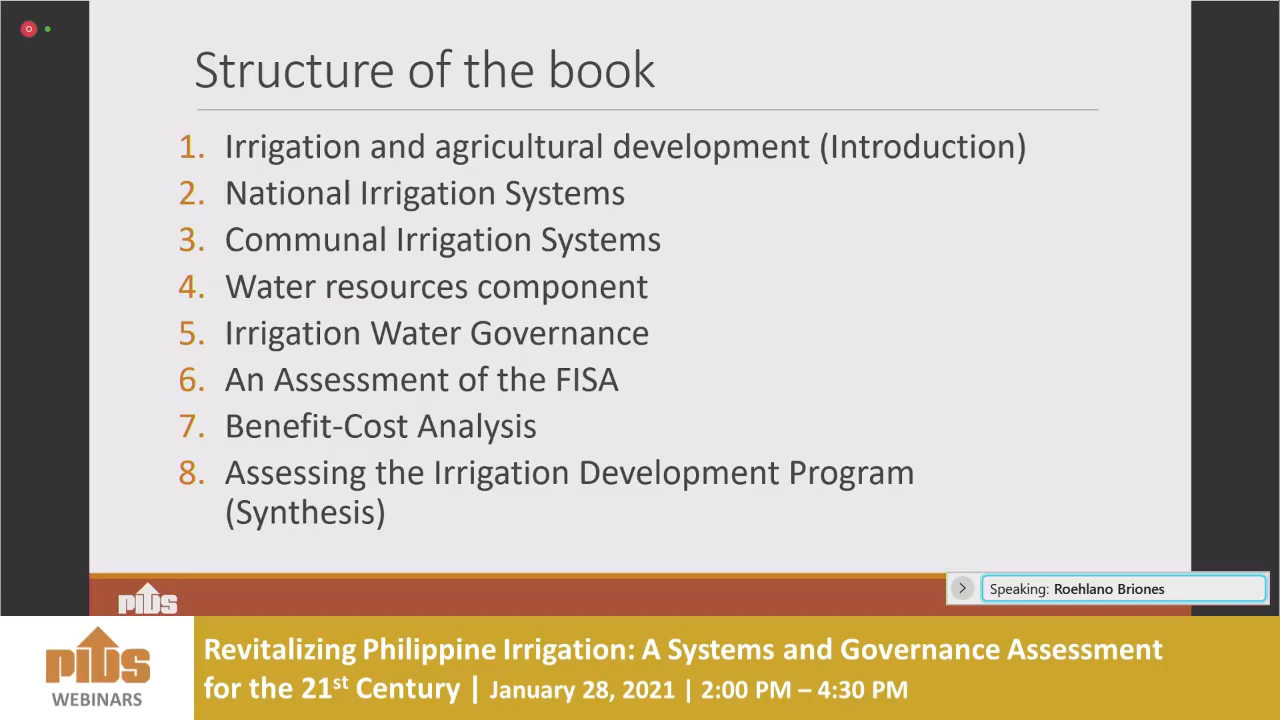 Structure of the book
1. Irrigation and agricultural development (Introduction)
2. National Irrigation Systems
3. Communal Irrigation Systems
4. Water resources component
5. Irrigation Water Governance
6. An Assessment of the FISA
7. Benefit-Cost Analysis
8. Assessing the Irrigation Development Program
(Synthesis)
PIDS
Speaking: Roehlano Briones
PIDS
WEBINARS
Revitalizing Philippine Irrigation: A Systems and Governance Assessment
for the 21st Century | January 28, 2021 | 2:00 PM – 4:30 PM